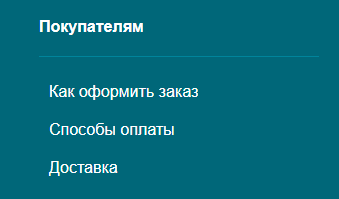 Покупателям
Как оформить заказ
Способы оплаты
Доставка